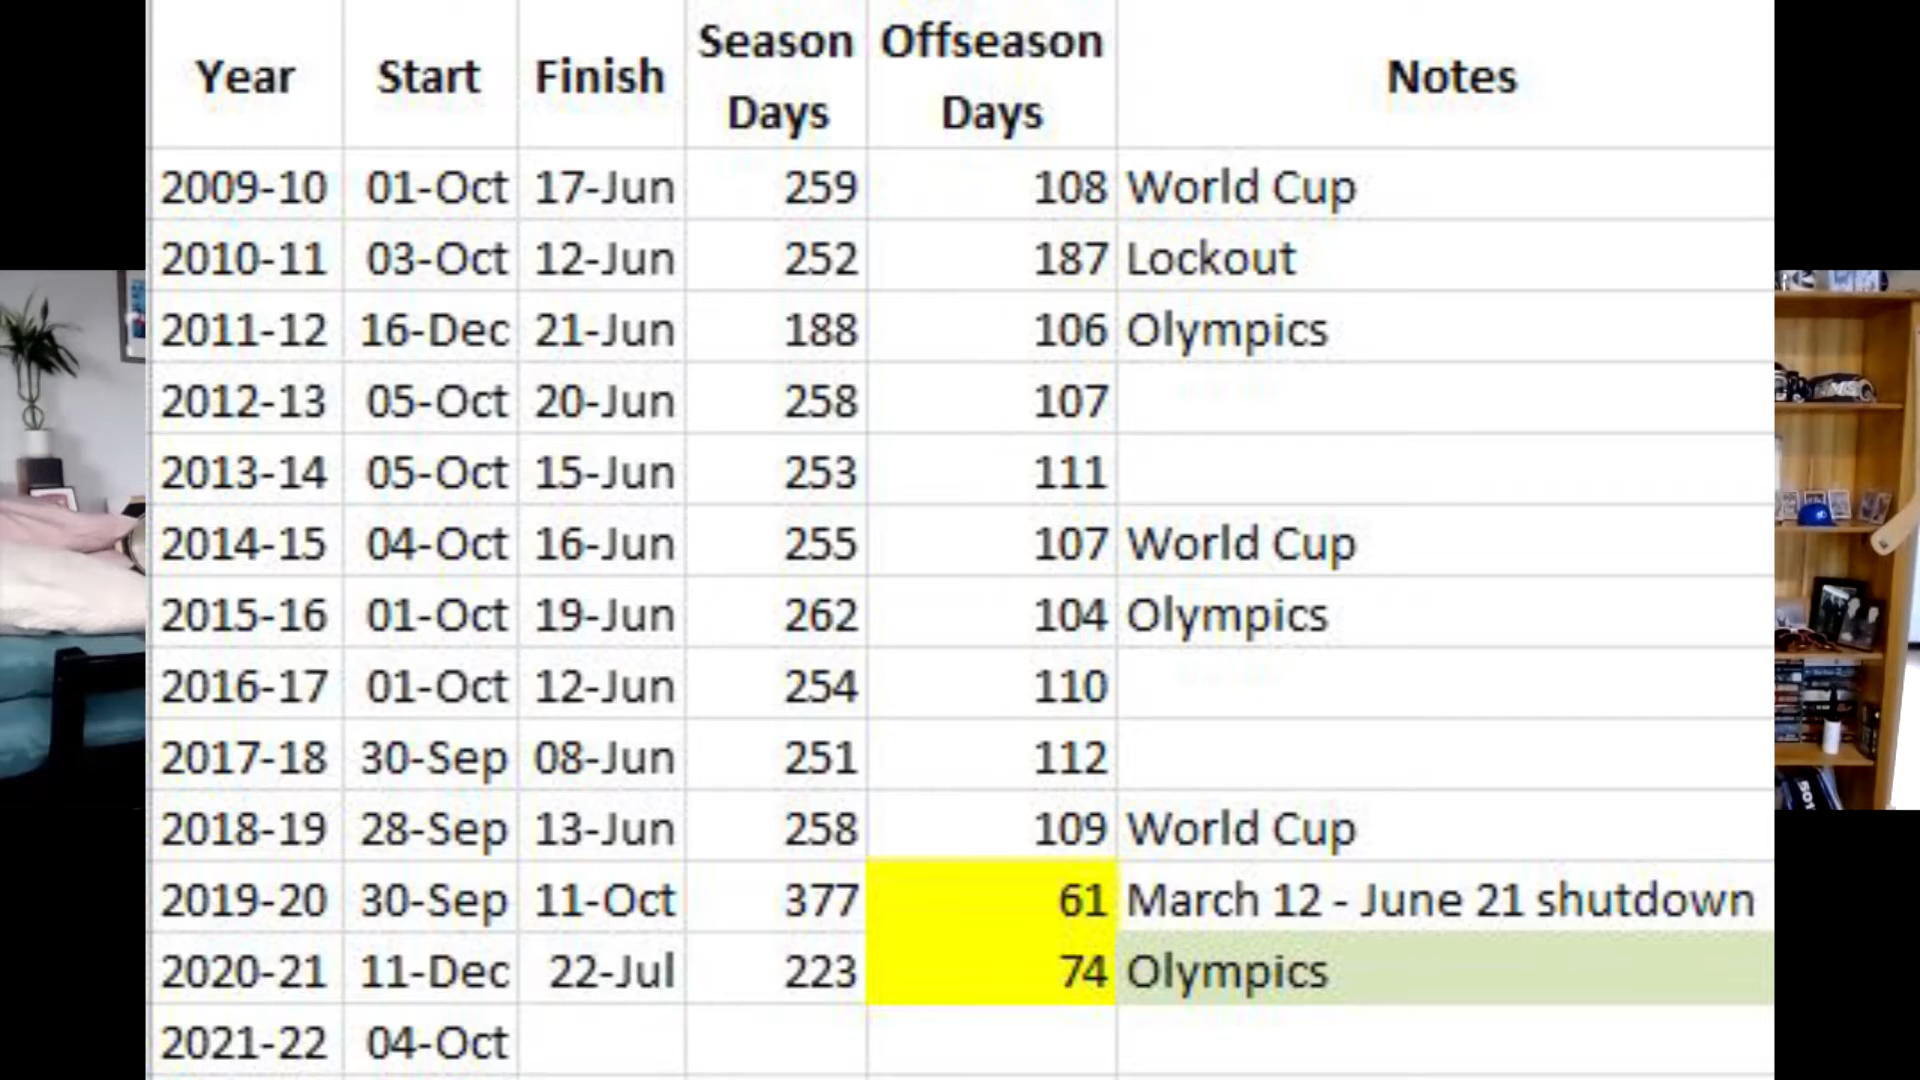 Year Start Finish Season Days Offseason Days Notes
2009-10 01-Oct 17-Jun 259 108 World Cup
2010-11 03-Oct 12-Jun 252 187 Lockout
2011-12 16-Dec 21-Jun 188 106 Olympics
2012-13 05-Oct 20-Jun 258 107
2013-14 05-Oct 15-Jun 253 111
2014-15 04-Oct 16-Jun 255 107 World Cup
2015-16 01-Oct 19-Jun 262 104 Olympics
2016-17 01-Oct 12-Jun 254 110
2017-18 30-Sep 08-Jun 251 112
2018-19 28-Sep 13-Jun 258 109 World Cup
2019-20 30-Sep 11-Oct 377 61 March 12 - June 21 shutdown
2020-21 11-Dec 22-Jul 223 74 Olympics
2021-22 04-Oct